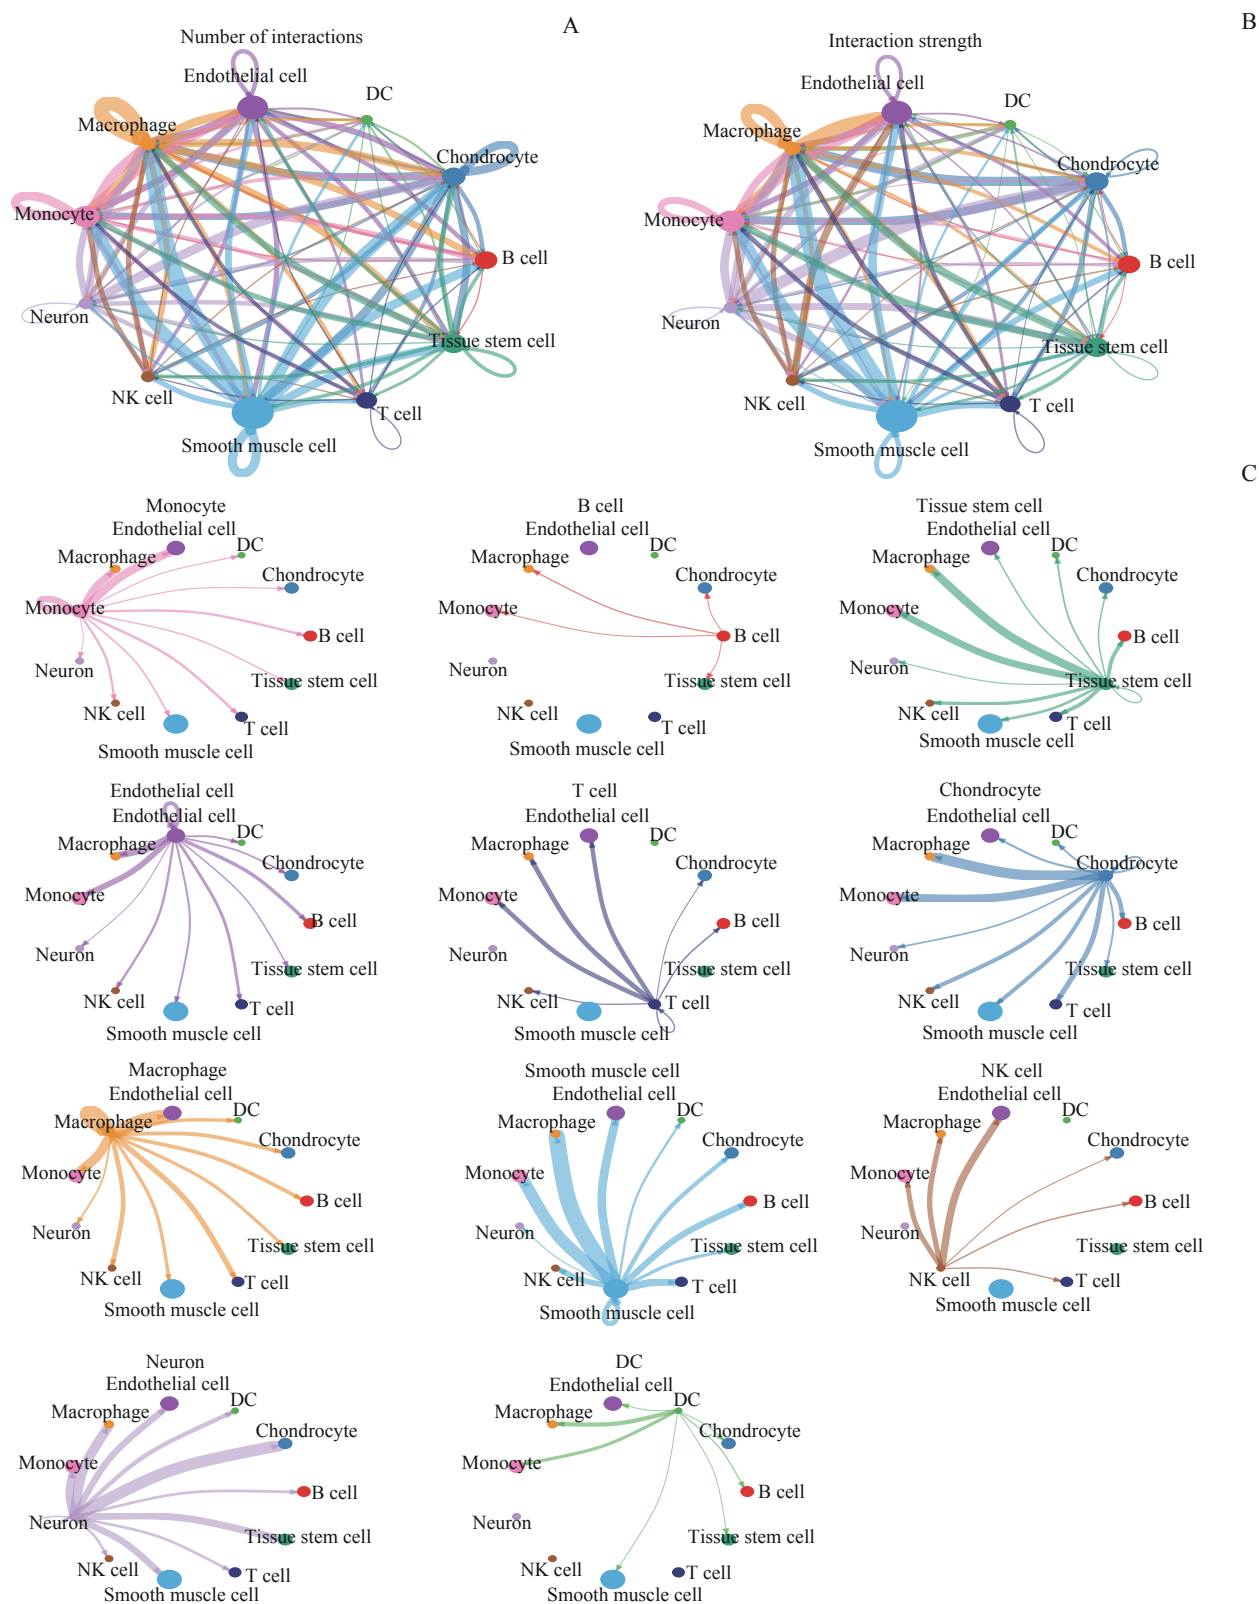 A
Number of interactions
Endothelial cell
DC
Macrophage
Chondrocyte
Monocyte
B cell
Neuron
Tissue stem cell
NK cell
T cell
Smooth muscle cell
B
Interaction strength
Endothelial cell
DC
Macrophage
Chondrocyte
Monocyte
B cell
Neuron
Tissue stem cell
NK cell
T cell
Smooth muscle cell
C
Monocyte
Endothelial cell
DC
Macrophage
Chondrocyte
Monocyte
B cell
Neuron
Tissue stem cell
NK cell
T cell
Smooth muscle cell
B cell
Endothelial cell
DC
Macrophage
Chondrocyte
Monocyte
B cell
Neuron
Tissue stem cell
NK cell
T cell
Smooth muscle cell
Tissue stem cell
Endothelial cell
DC
Macrophage
Chondrocyte
Monocyte
B cell
Neuron
Tissue stem cell
NK cell
T cell
Smooth muscle cell
Endothelial cell
Endothelial cell
DC
Macrophage
Chondrocyte
Monocyte
B cell
Neuron
Tissue stem cell
NK cell
T cell
Smooth muscle cell
T cell
Endothelial cell
DC
Macrophage
Chondrocyte
Monocyte
B cell
Neuron
Tissue stem cell
NK cell
T cell
Smooth muscle cell
Chondrocyte
Endothelial cell
DC
Macrophage
Chondrocyte
Monocyte
B cell
Neuron
Tissue stem cell
NK cell
T cell
Smooth muscle cell
Macrophage
Endothelial cell
DC
Macrophage
Chondrocyte
Monocyte
B cell
Neuron
Tissue stem cell
NK cell
T cell
Smooth muscle cell
Smooth muscle cell
Endothelial cell
DC
Macrophage
Chondrocyte
Monocyte
B cell
Neuron
Tissue stem cell
NK cell
T cell
Smooth muscle cell
NK cell
Endothelial cell
DC
Macrophage
Chondrocyte
Monocyte
B cell
Neuron
Tissue stem cell
NK cell
T cell
Smooth muscle cell
Neuron
Endothelial cell
DC
Macrophage
Chondrocyte
Monocyte
B cell
Neuron
Tissue stem cell
NK cell
T cell
Smooth muscle cell
DC
Endothelial cell
DC
Macrophage
Chondrocyte
Monocyte
B cell
Neuron
Tissue stem cell
NK cell
T cell
Smooth muscle cell